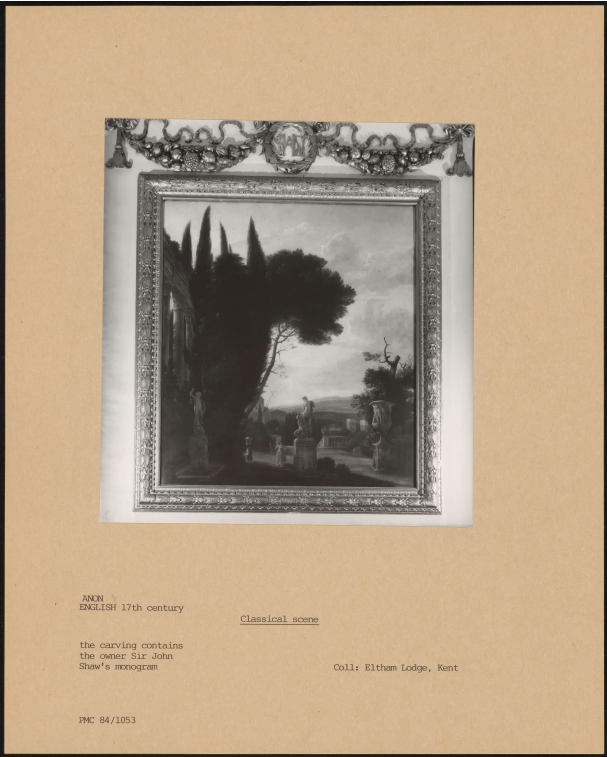 ANON
ENGLISH 17th century
Classical scene
the carving contains
the owner Sir John
Shaw's monogram
Coll: Eltham Lodge, Kent
PMC 84/1053